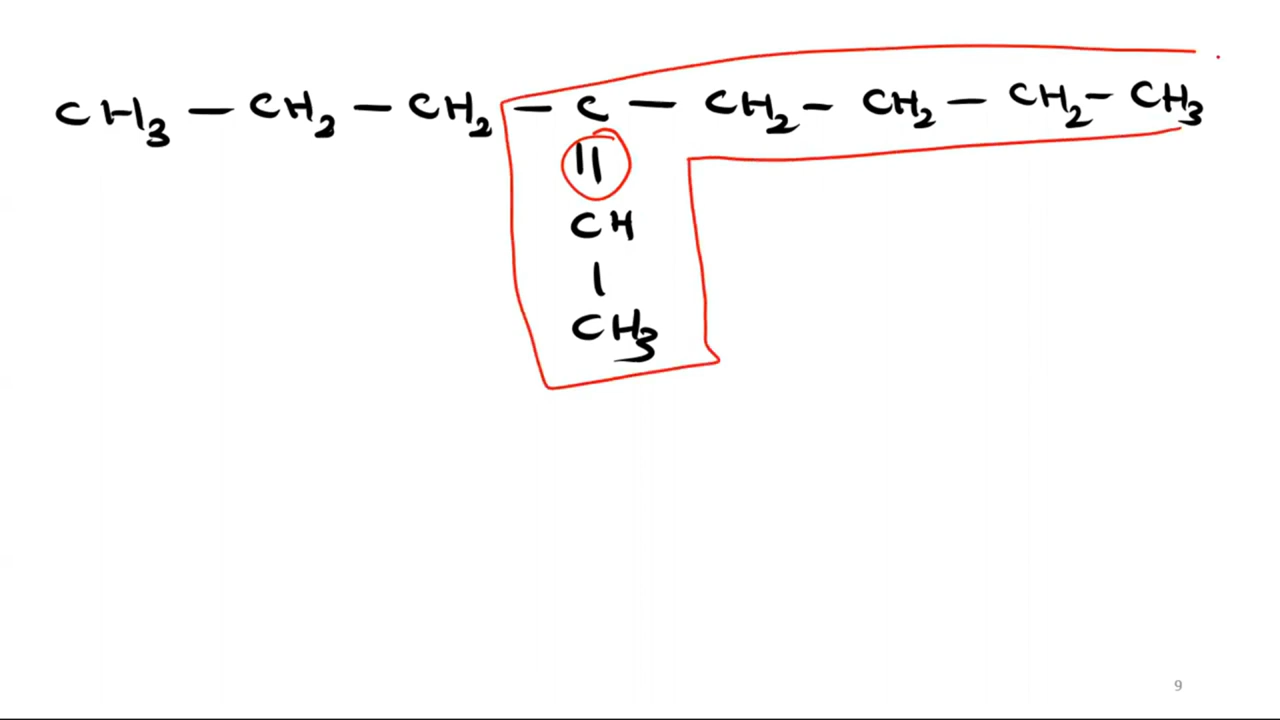 CH₃ — CH₂ — CH₂ — C — CH₂ — CH₂ — CH₂ — CH₃
||
CH
|
CH₃
9